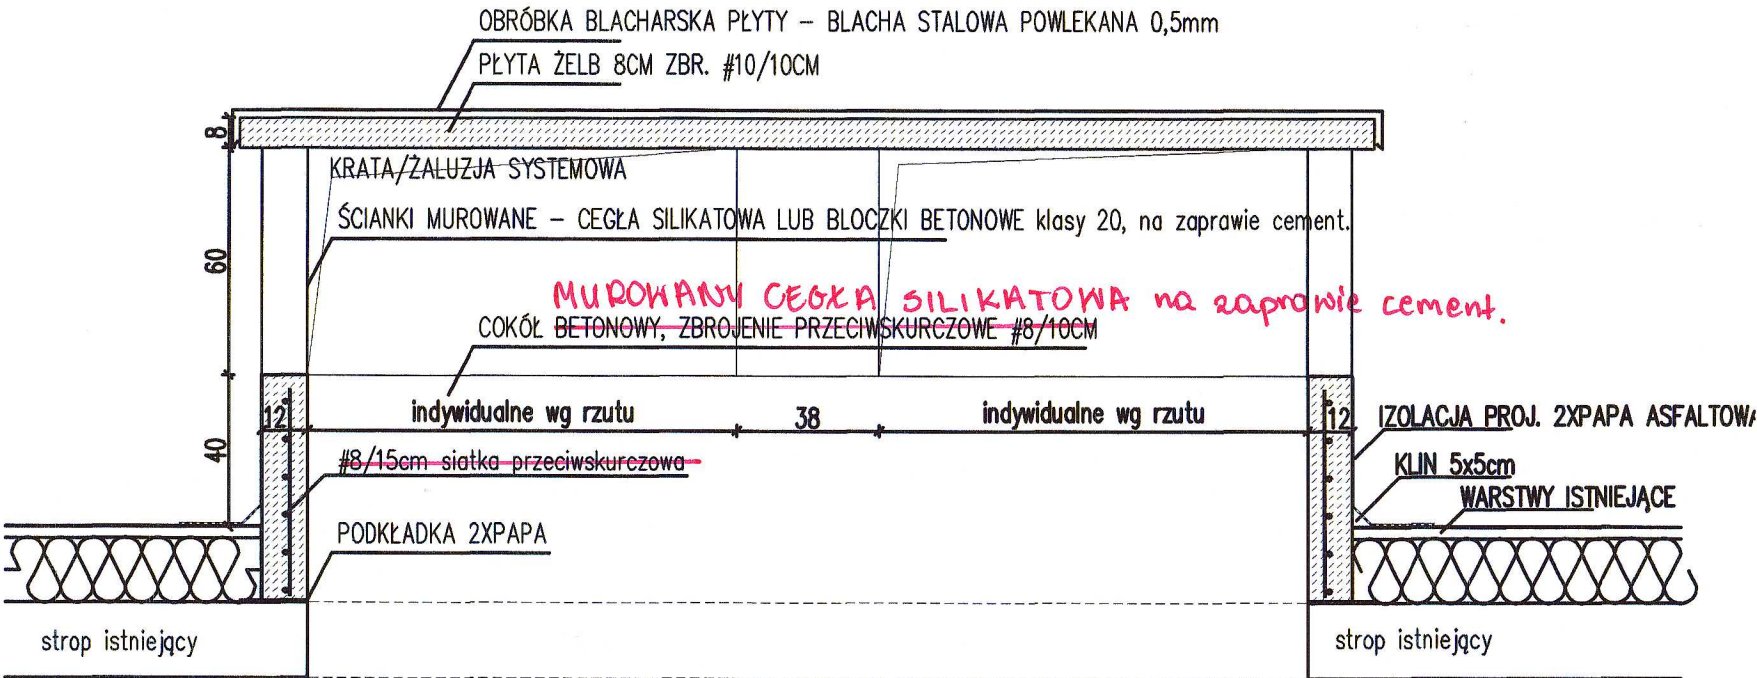 OBRÓBKA BLACHARSKA PŁYTY – BLACHA STALOWA POWLEKANA 0,5mm
PŁYTA ŻELB 8CM ZBR. #10/10CM
8
KRATA/ŻALUZJA SYSTEMOWA
ŚCIANKI MUROWANE – CEGŁA SILIKATOWA LUB BLOCZKI BETONOWE klasy 20, na zaprawie cement.
60
MUROWANY CEGŁA SILIKATOWA na zaprawie cement.
COKÓŁ BETONOWY, ZBROJENIE PRZECIWSKURCZOWE #8/10CM
12 indywidualne wg rzutu 38 indywidualne wg rzutu 12
IZOLACJA PROJ. 2XPAPA ASFALTOWA
40
#8/15cm siatka przeciwskurczowa
KLIN 5x5cm
WARSTWY ISTNIEJĄCE
PODKŁADKA 2XPAPA
strop istniejący
strop istniejący